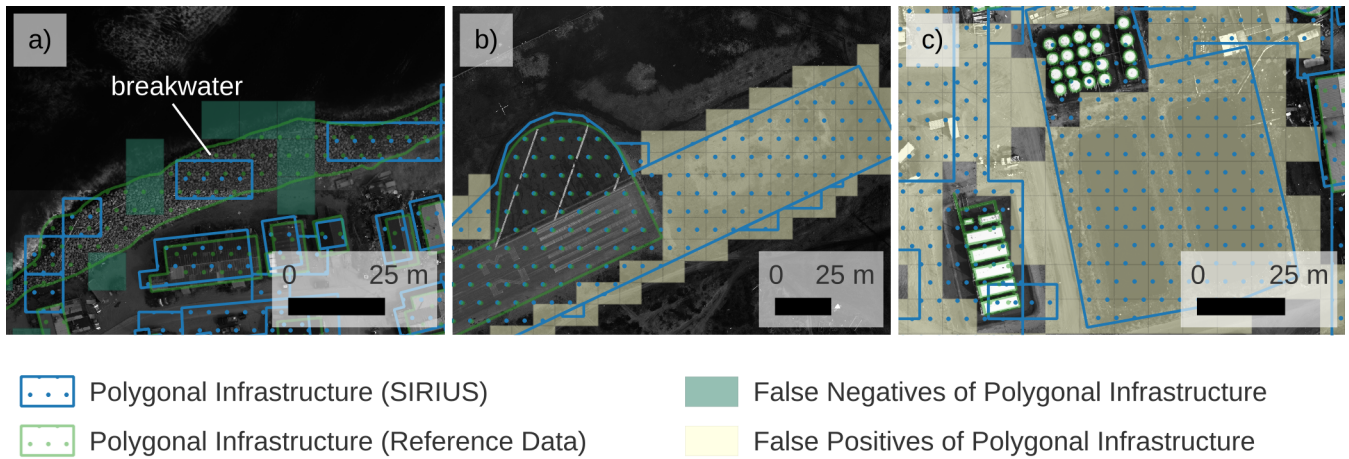 a)
breakwater
0 25 m
b)
0 25 m
c)
0 25 m
Polygonal Infrastructure (SIRIUS)
False Negatives of Polygonal Infrastructure
Polygonal Infrastructure (Reference Data)
False Positives of Polygonal Infrastructure